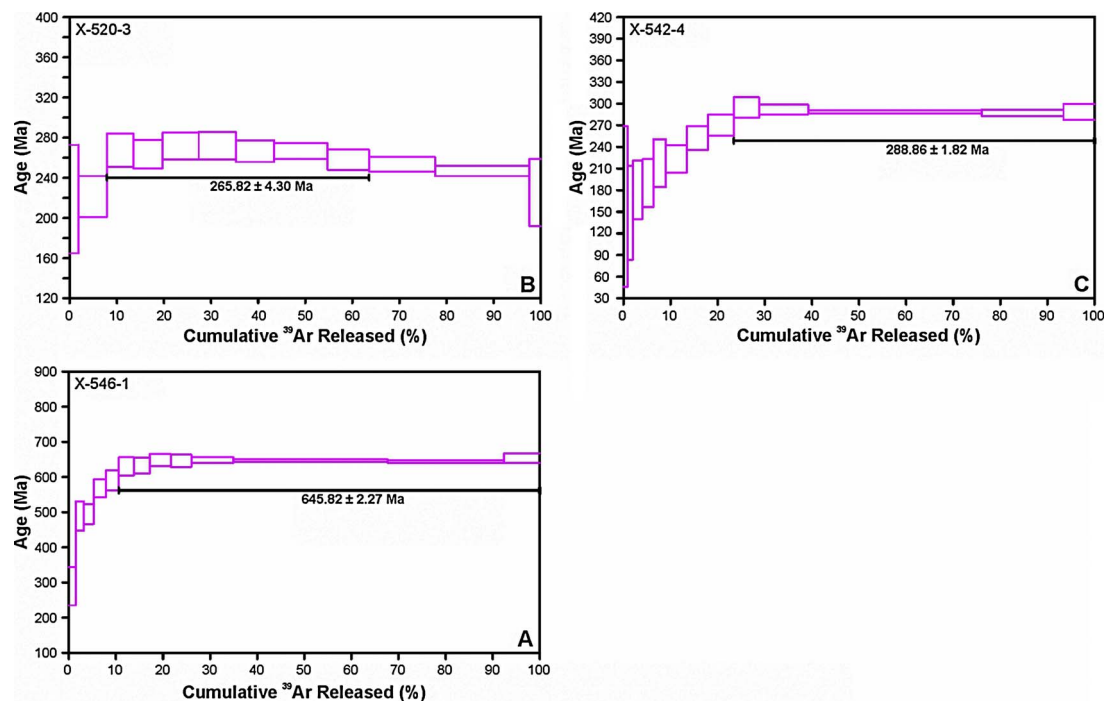 X-520-3
400
360
320
280
240
200
160
120
Age (Ma)
265.82 ± 4.30 Ma
B
0 10 20 30 40 50 60 70 80 90 100
Cumulative ³⁹Ar Released (%)
X-542-4
420
390
360
330
300
270
240
210
180
150
120
90
60
30
Age (Ma)
288.86 ± 1.82 Ma
C
0 10 20 30 40 50 60 70 80 90 100
Cumulative ³⁹Ar Released (%)
X-546-1
900
800
700
600
500
400
300
200
100
Age (Ma)
645.82 ± 2.27 Ma
A
0 10 20 30 40 50 60 70 80 90 100
Cumulative ³⁹Ar Released (%)